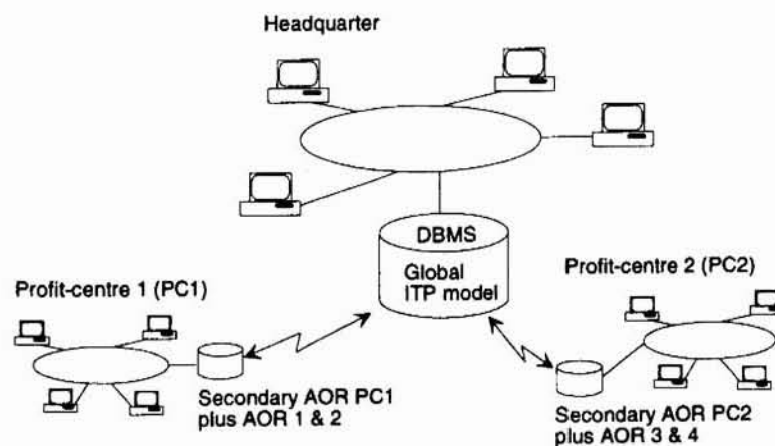 Headquarter
DBMS
Global
ITP model
Profit-centre 1 (PC1)
Profit-centre 2 (PC2)
Secondary AOR PC1
plus AOR 1 & 2
Secondary AOR PC2
plus AOR 3 & 4